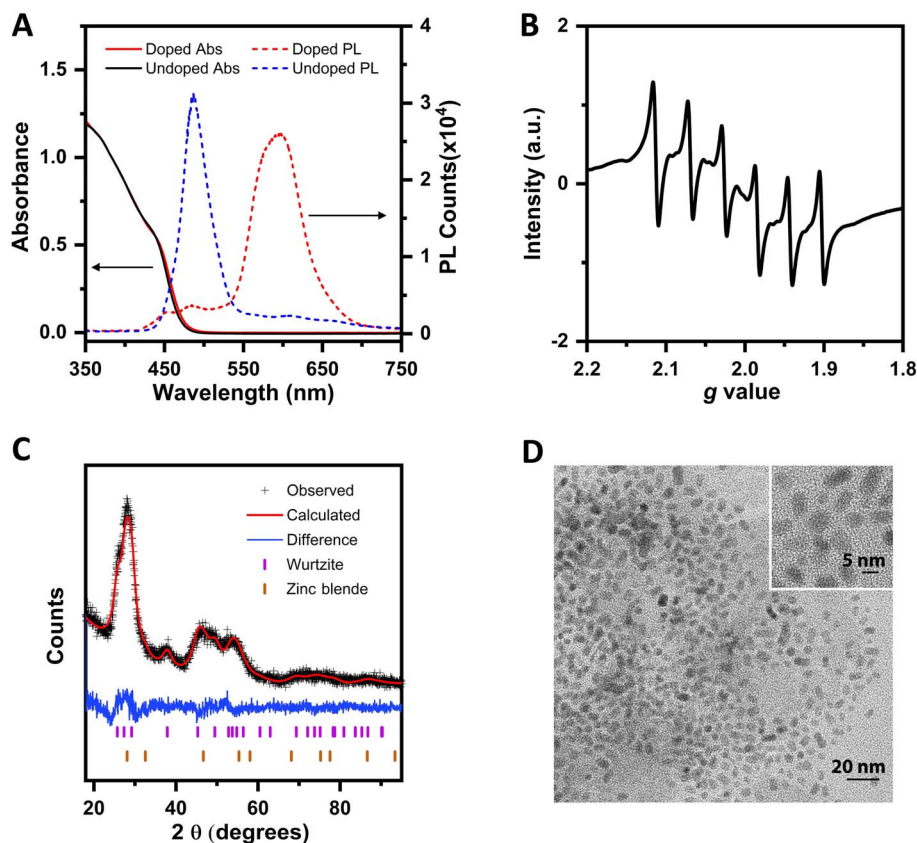 A
Doped Abs
Undoped Abs
Doped PL
Undoped PL
Absorbance
1.5
1.0
0.5
0.0
PL Counts(x10⁴)
4
3
2
1
0
350 450 550 650 750
Wavelength (nm)
B
Intensity (a.u.)
2
0
-2
2.2 2.1 2.0 1.9 1.8
g value
C
Observed
Calculated
Difference
Wurtzite
Zinc blende
Counts
20 40 60 80
2 θ (degrees)
D
5 nm
20 nm